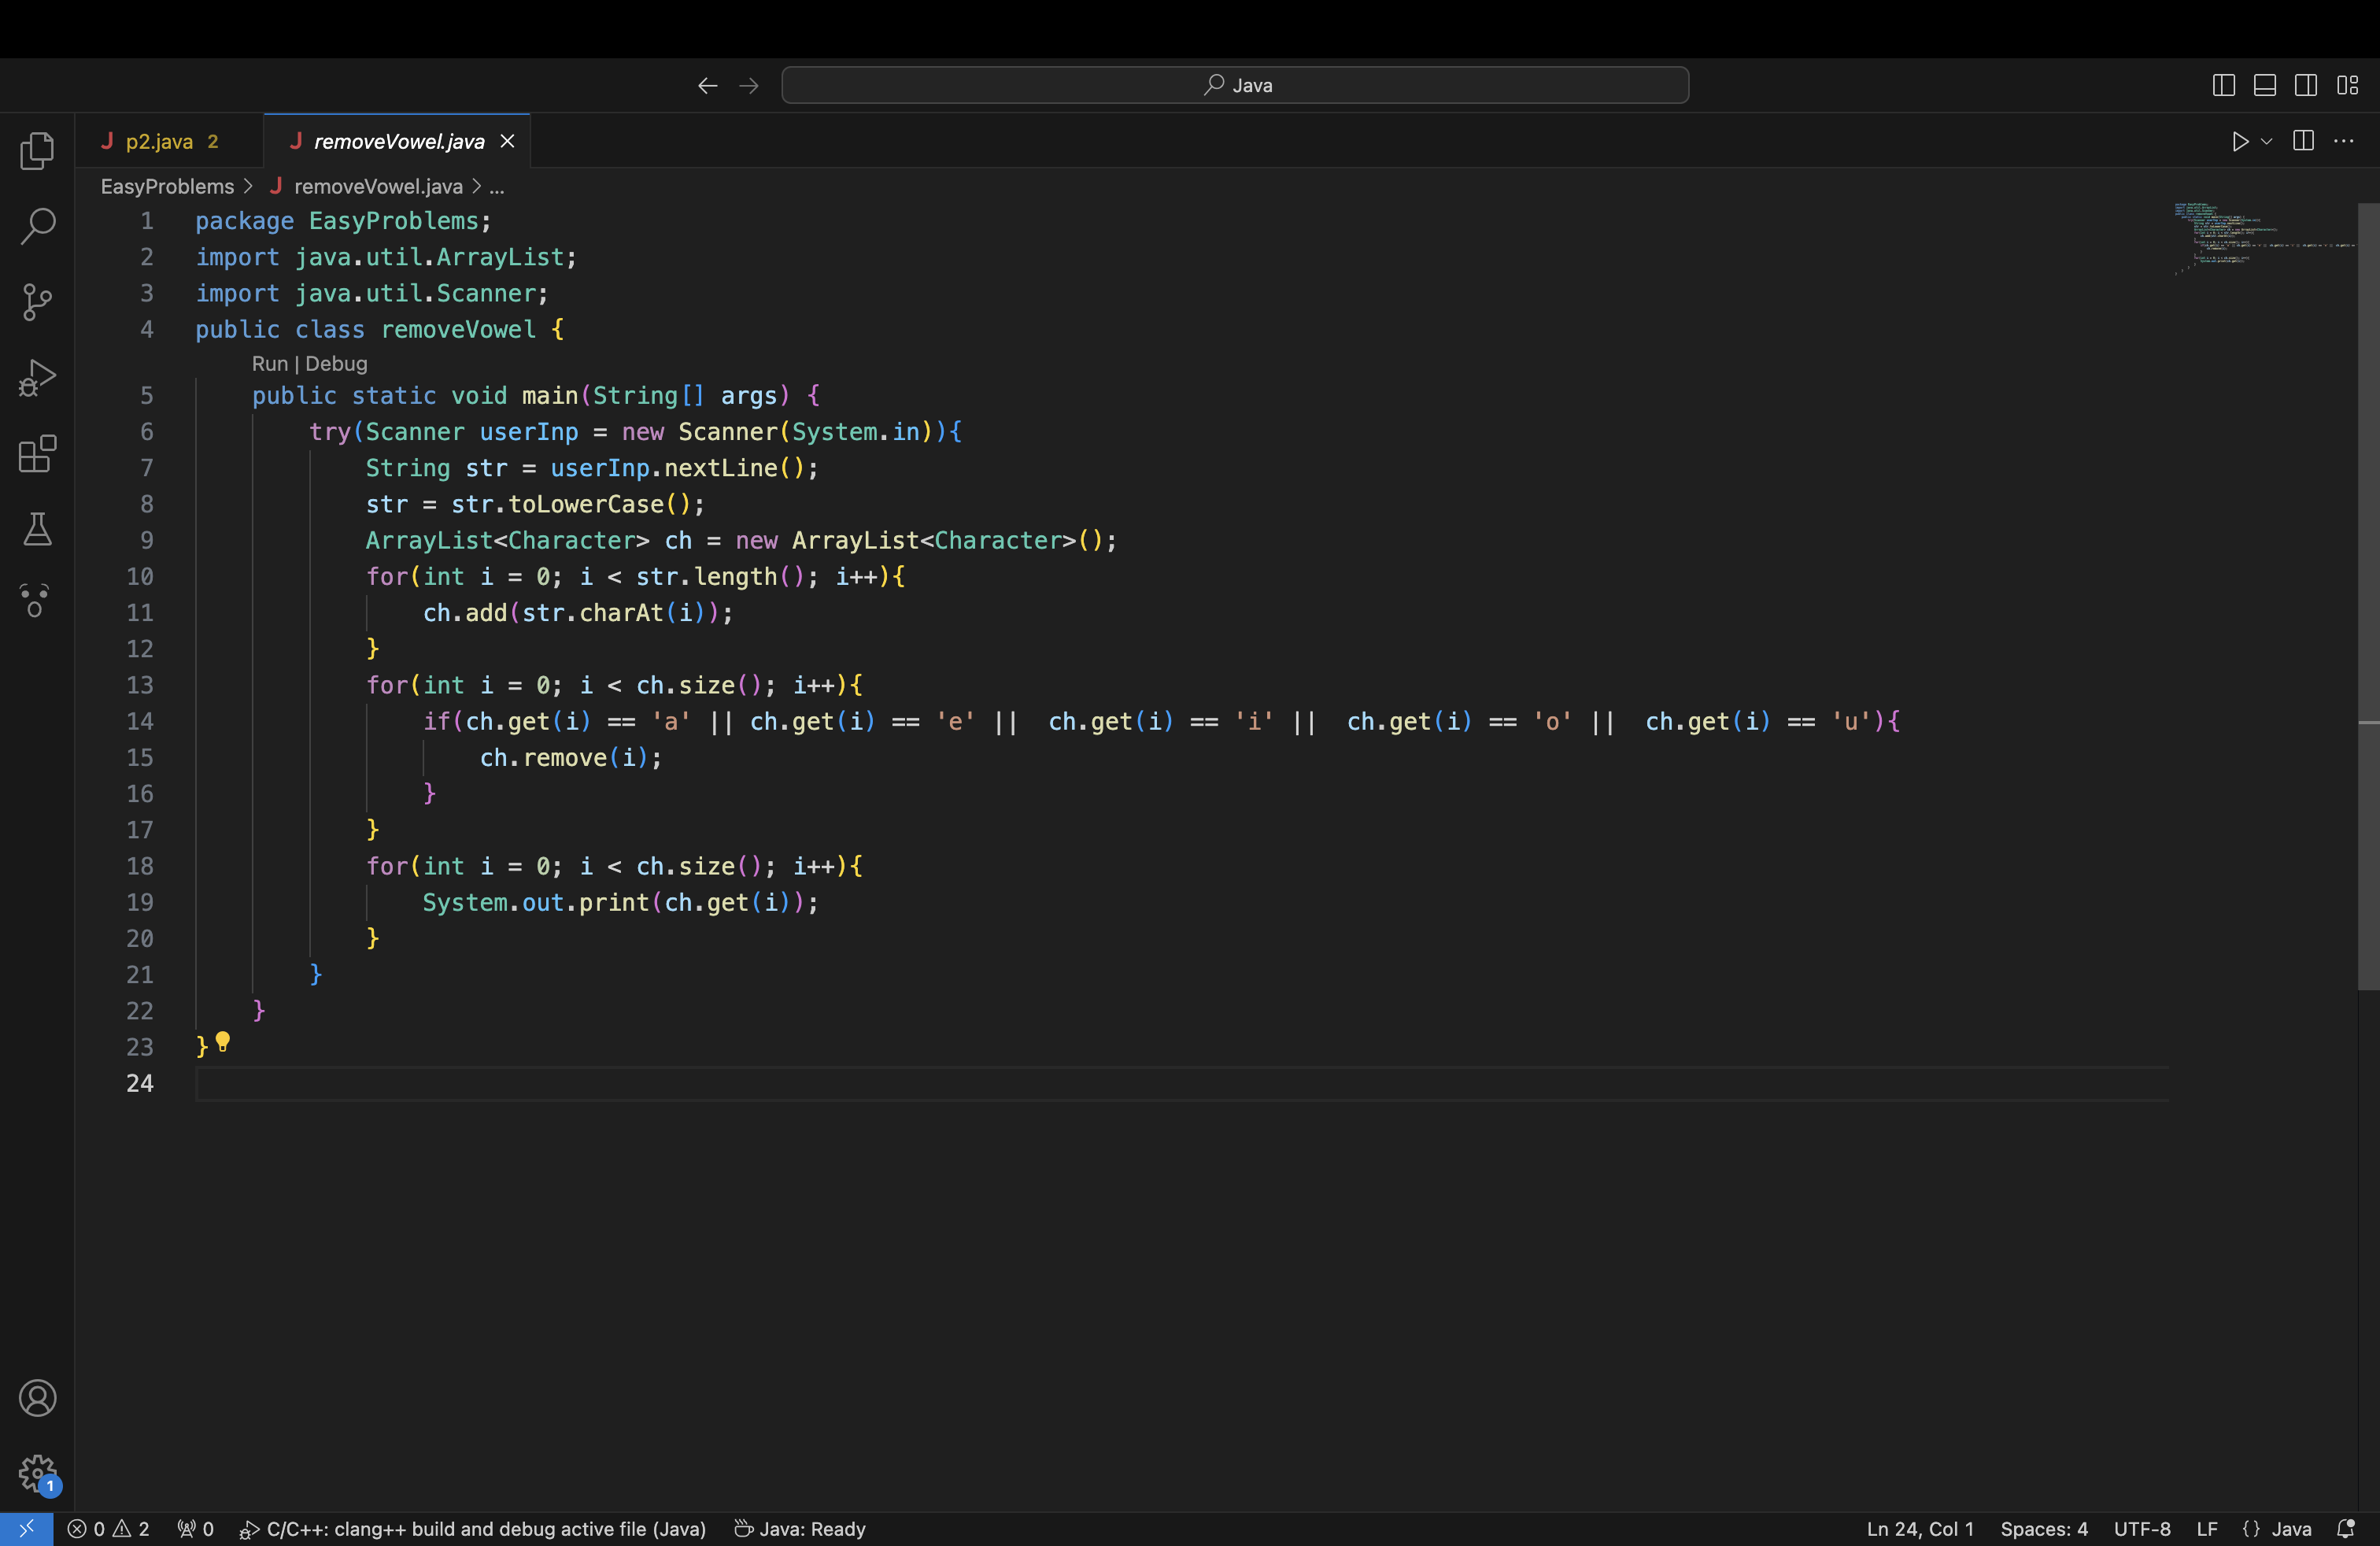 Java
p2.java 2
removeVowel.java
EasyProblems > removeVowel.java > ...
1 package EasyProblems;
2 import java.util.ArrayList;
3 import java.util.Scanner;
4 public class removeVowel {
Run | Debug
5 public static void main(String[] args) {
6 try(Scanner userInp = new Scanner(System.in)){
7 String str = userInp.nextLine();
8 str = str.toLowerCase();
9 ArrayList<Character> ch = new ArrayList<Character>();
10 for(int i = 0; i < str.length(); i++){
11 ch.add(str.charAt(i));
12 }
13 for(int i = 0; i < ch.size(); i++){
14 if(ch.get(i) == 'a' || ch.get(i) == 'e' ||  ch.get(i) == 'i' ||  ch.get(i) == 'o' ||  ch.get(i) == 'u'){
15 ch.remove(i);
16 }
17 }
18 for(int i = 0; i < ch.size(); i++){
19 System.out.print(ch.get(i));
20 }
21 }
22 }
23 }
24
1
0 2 0 C/C++: clang++ build and debug active file (Java) Java: Ready Ln 24, Col 1 Spaces: 4 UTF-8 LF {} Java